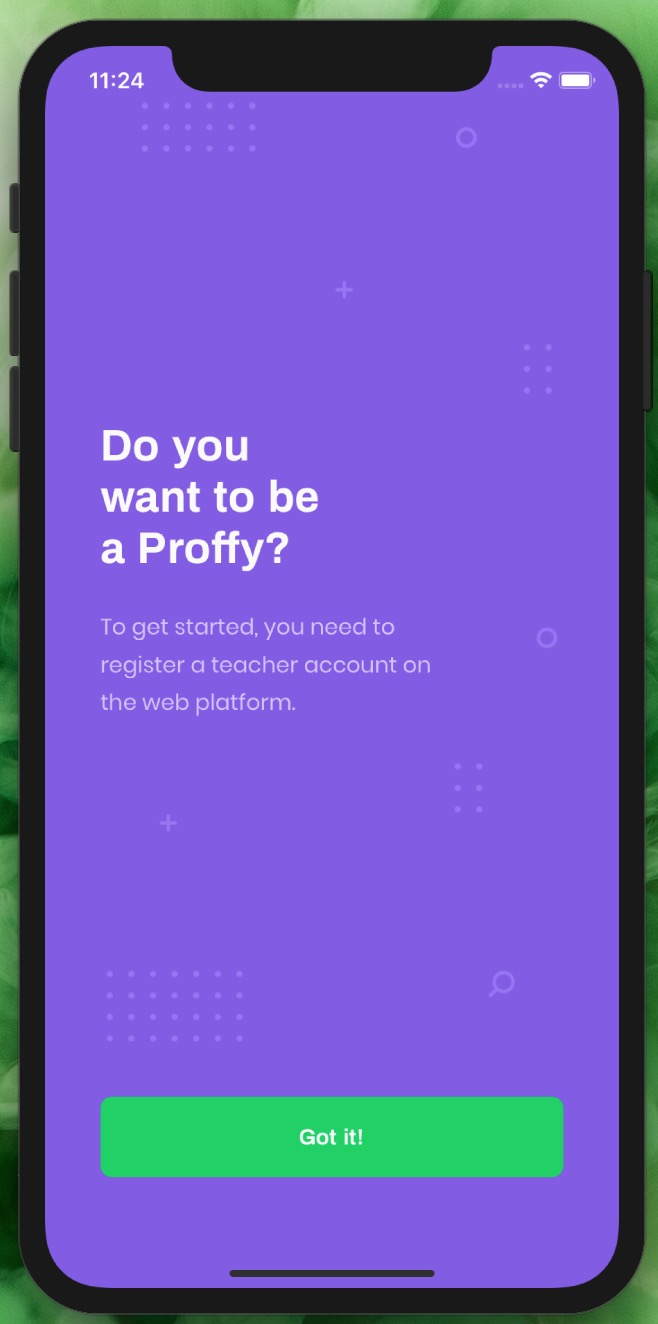 11:24
Do you
want to be
a Proffy?
To get started, you need to
register a teacher account on
the web platform.
Got it!